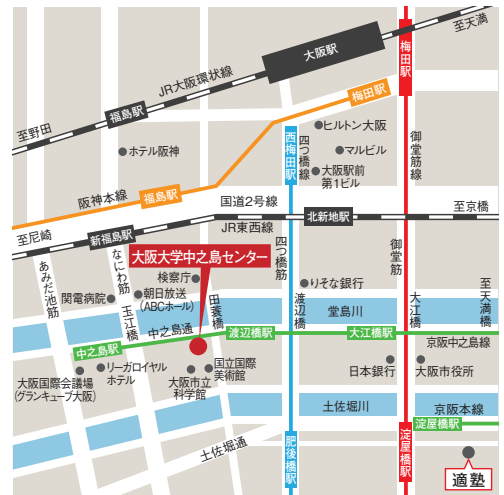 至天満
大阪駅
梅田駅
JR大阪環状線
梅田駅
福島駅
至野田
ヒルトン大阪
西梅田駅
四つ橋線
マルビル
御堂筋線
ホテル阪神
大阪駅前
第1ビル
阪神本線
福島駅
国道2号線
至京橋
北新地駅
至尼崎
新福島駅
JR東西線
大阪大学中之島センター
四つ橋筋
御堂筋
あみだ池筋
なにわ筋
検察庁
りそな銀行
至天満橋
関電病院
朝日放送
(ABCホール)
田蓑橋
渡辺橋
大江橋
堂島川
玉江橋
中之島通
渡辺橋駅
大江橋駅
京阪中之島線
中之島駅
リーガロイヤル
ホテル
国立国際
美術館
日本銀行
大阪市役所
大阪国際会議場
(グランキューブ大阪)
大阪市立
科学館
土佐堀川
京阪本線
淀屋橋駅
土佐堀通
肥後橋駅
淀屋橋駅
適塾